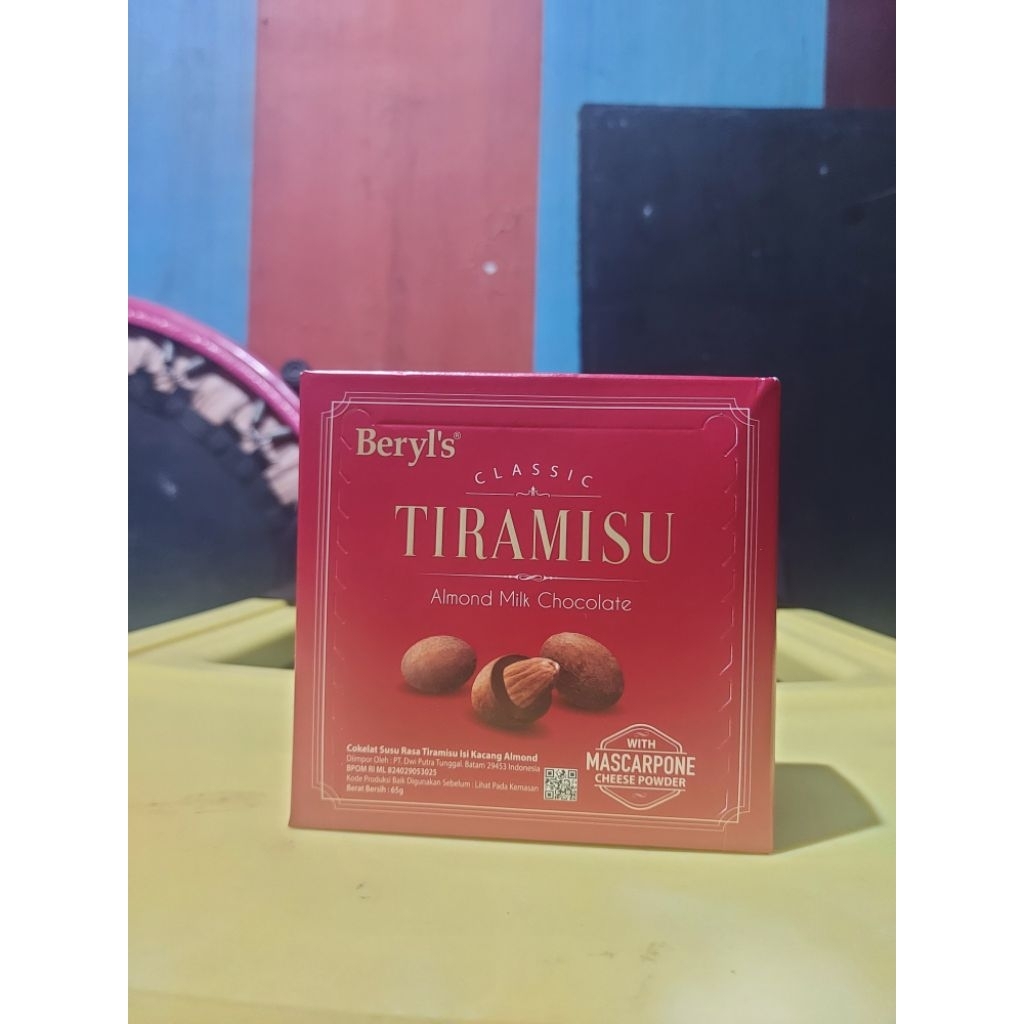 Beryl's®
CLASSIC
TIRAMISU
Almond Milk Chocolate
Cokelat Susu Rasa Tiramisu Isi Kacang Almond
Diimpor Oleh : PT. Dwi Putra Tunggal. Batam 29453 Indonesia
BPOM RI ML 824029053025
Kode Produksi Baik Digunakan Sebelum : Lihat Pada Kemasan
Berat Bersih : 65g
WITH
MASCARPONE
CHEESE POWDER